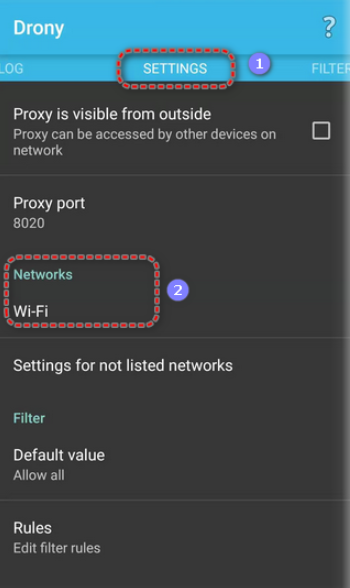 Drony
?
LOG
SETTINGS
1
FILTER
Proxy is visible from outside
Proxy can be accessed by other devices on
network
Proxy port
8020
Networks
2
Wi-Fi
Settings for not listed networks
Filter
Default value
Allow all
Rules
Edit filter rules